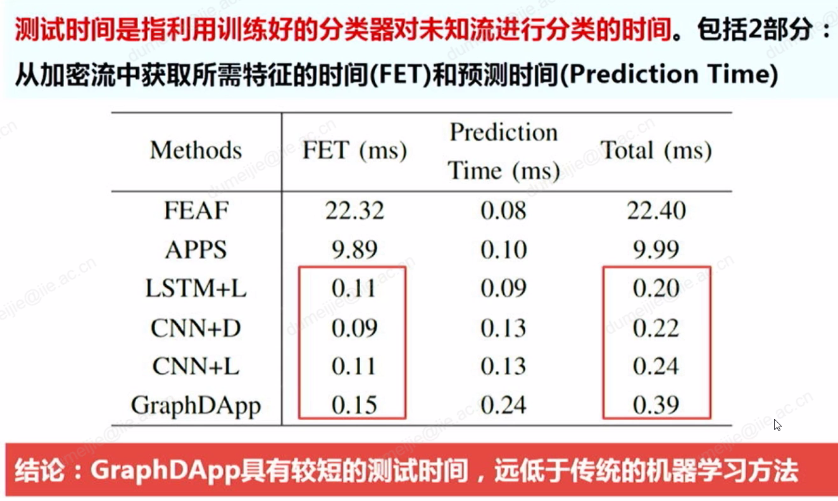 测试时间是指利用训练好的分类器对未知流进行分类的时间。包括2部分：
从加密流中获取所需特征的时间(FET)和预测时间(Prediction Time)
Methods FET (ms) Prediction Time (ms) Total (ms)
FEAF 22.32 0.08 22.40
APPS 9.89 0.10 9.99
LSTM+L 0.11 0.09 0.20
CNN+D 0.09 0.13 0.22
CNN+L 0.11 0.13 0.24
GraphDApp 0.15 0.24 0.39
结论：GraphDApp具有较短的测试时间，远低于传统的机器学习方法